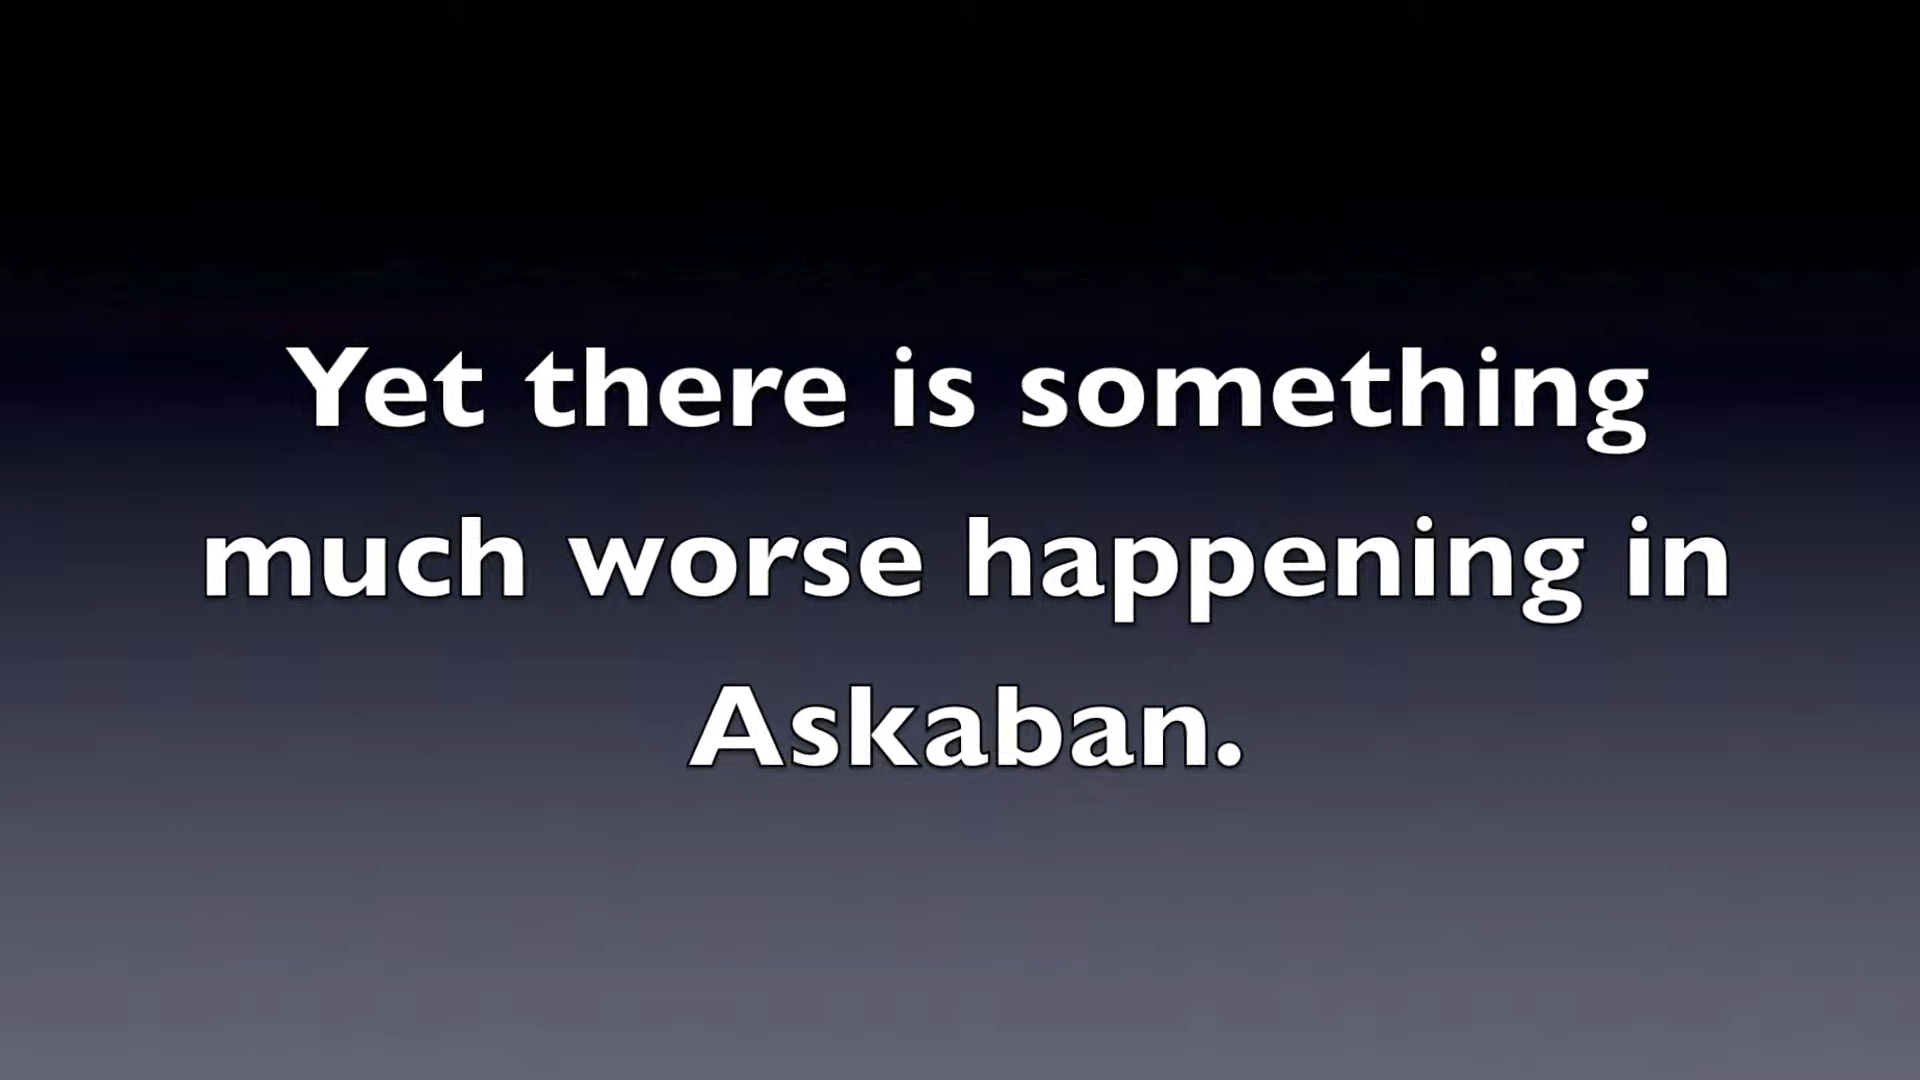 Yet there is something
much worse happening in
Askaban.